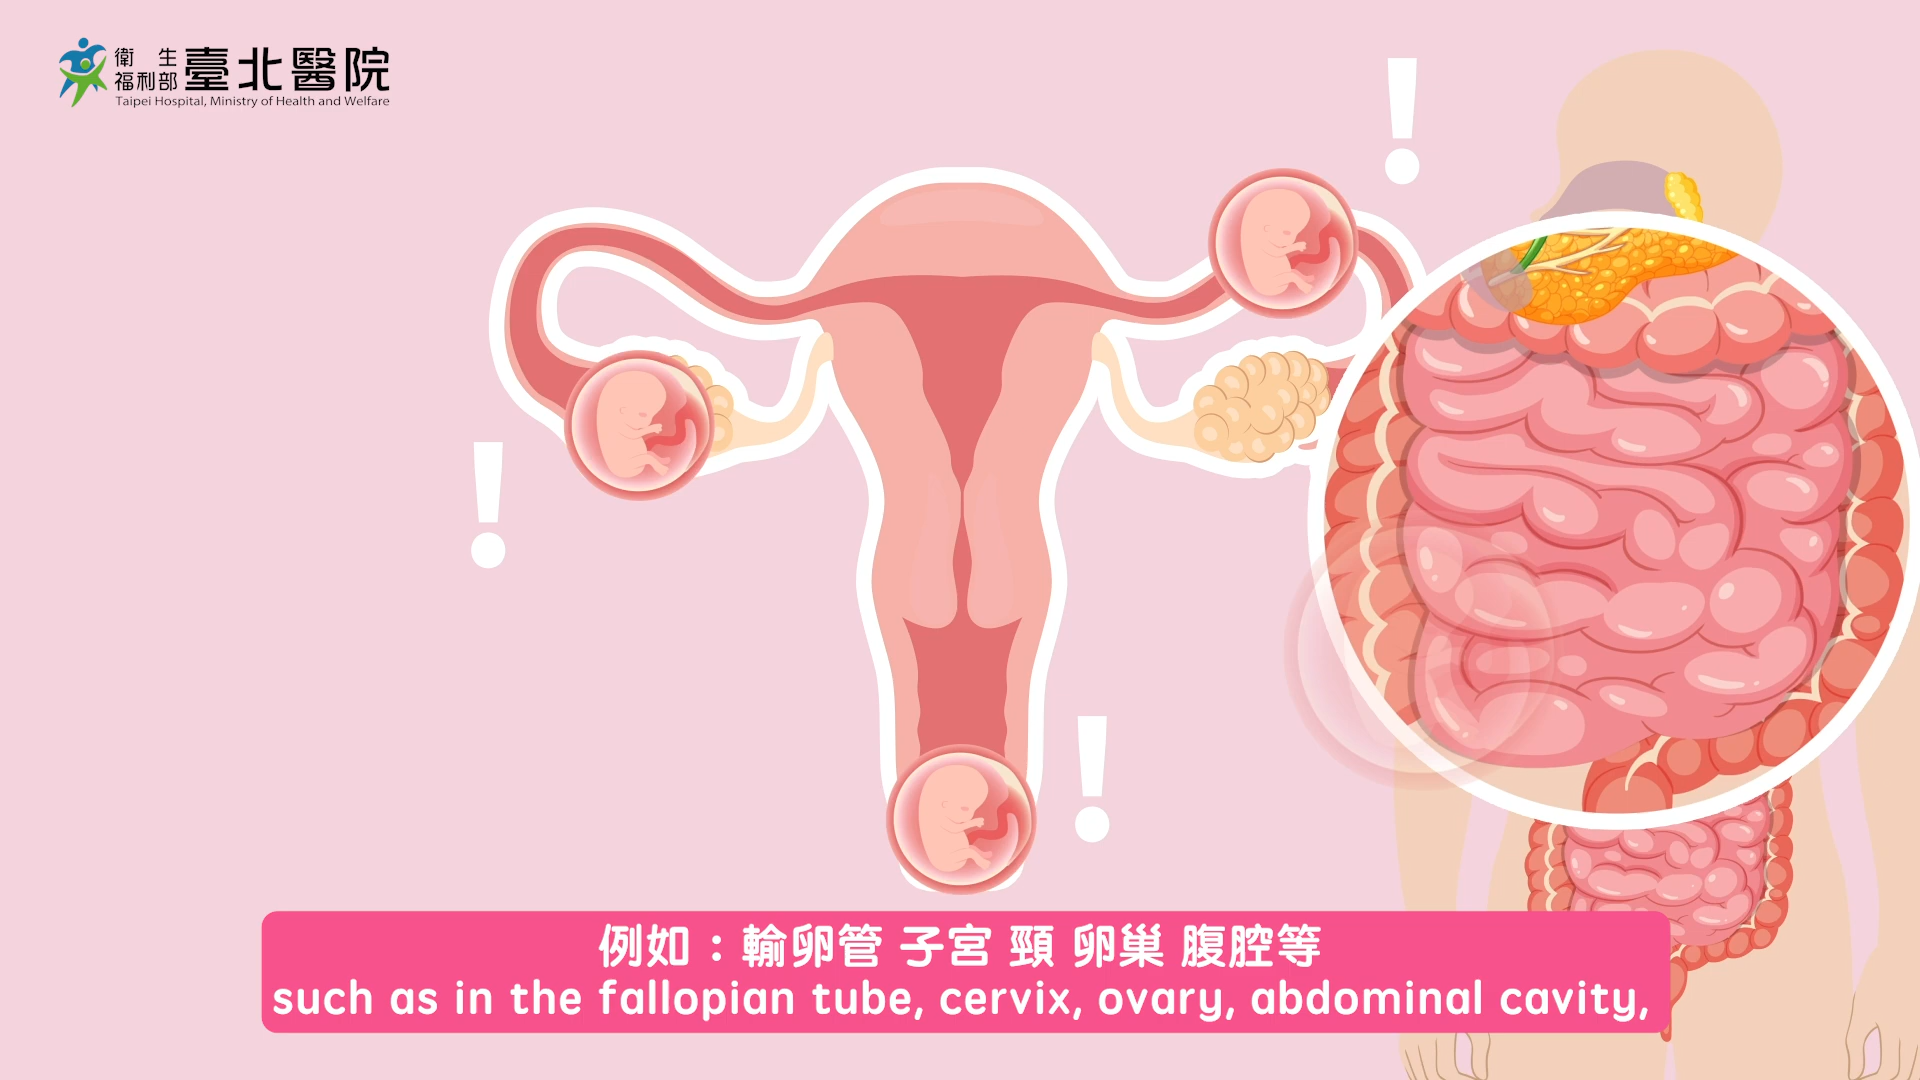 衛生
福利部
臺北醫院
Taipei Hospital, Ministry of Health and Welfare
例如：輸卵管 子宮 頸 卵巢 腹腔等
such as in the fallopian tube, cervix, ovary, abdominal cavity,